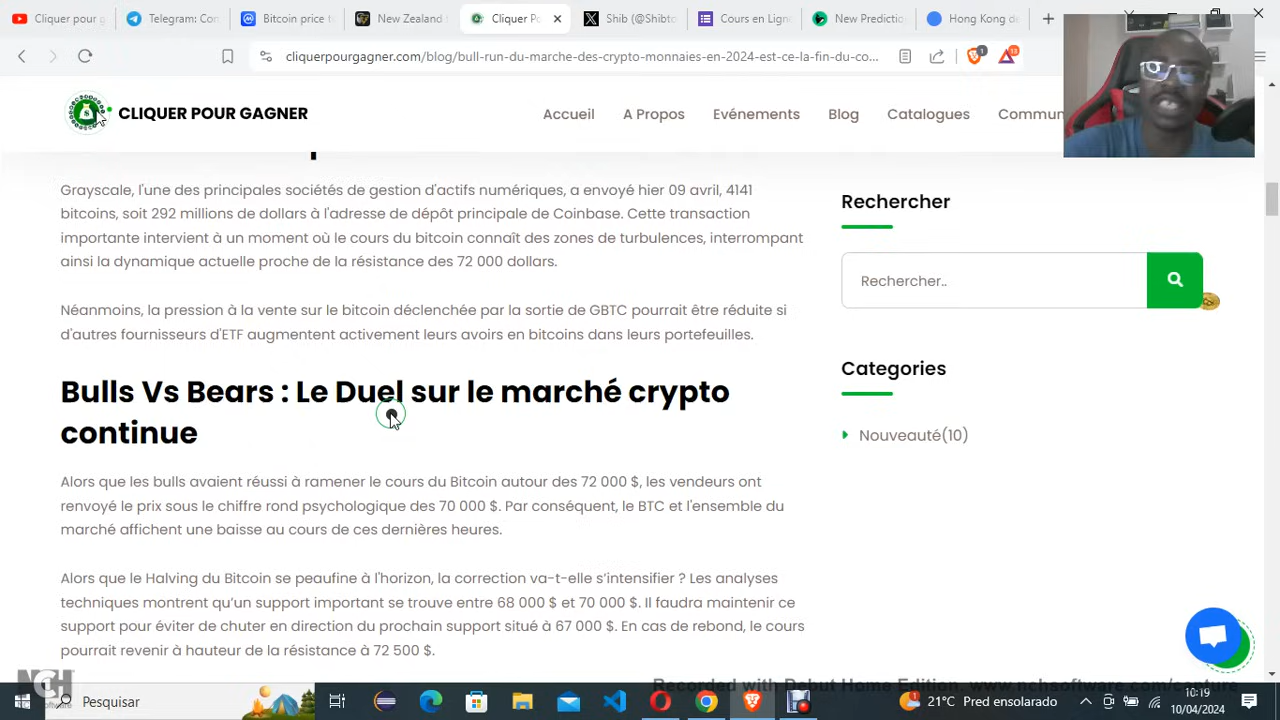 Cliquer pour g
Telegram: Con
Bitcoin price t
New Zealand
Cliquer Po
Shib (@Shibto
Cours en Lign
New Predictio
Hong Kong de
cliquerpourgagner.com/blog/bull-run-du-marche-des-crypto-monnaies-en-2024-est-ce-la-fin-du-co...
1
13
CLIQUER POUR GAGNER
Accueil
A Propos
Evénements
Blog
Catalogues
Commun
Grayscale, l'une des principales sociétés de gestion d'actifs numériques, a envoyé hier 09 avril, 4141
bitcoins, soit 292 millions de dollars à l'adresse de dépôt principale de Coinbase. Cette transaction
importante intervient à un moment où le cours du bitcoin connaît des zones de turbulences, interrompant
ainsi la dynamique actuelle proche de la résistance des 72 000 dollars.
Néanmoins, la pression à la vente sur le bitcoin déclenchée par la sortie de GBTC pourrait être réduite si
d'autres fournisseurs d'ETF augmentent activement leurs avoirs en bitcoins dans leurs portefeuilles.
Bulls Vs Bears : Le Duel sur le marché crypto
continue
Alors que les bulls avaient réussi à ramener le cours du Bitcoin autour des 72 000 $, les vendeurs ont
renvoyé le prix sous le chiffre rond psychologique des 70 000 $. Par conséquent, le BTC et l'ensemble du
marché affichent une baisse au cours de ces dernières heures.
Alors que le Halving du Bitcoin se peaufine à l'horizon, la correction va-t-elle s'intensifier ? Les analyses
techniques montrent qu'un support important se trouve entre 68 000 $ et 70 000 $. Il faudra maintenir ce
support pour éviter de chuter en direction du prochain support situé à 67 000 $. En cas de rebond, le cours
pourrait revenir à hauteur de la résistance à 72 500 $.
Rechercher
Rechercher..
Categories
Nouveauté(10)
NCH
Software
Recorded with Debut Home Edition. www.nchsoftware.com/capture
Pesquisar
21°C Pred ensolarado
10:19
10/04/2024